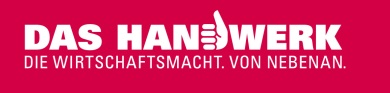 DAS HANDWERK
DIE WIRTSCHAFTSMACHT. VON NEBENAN.